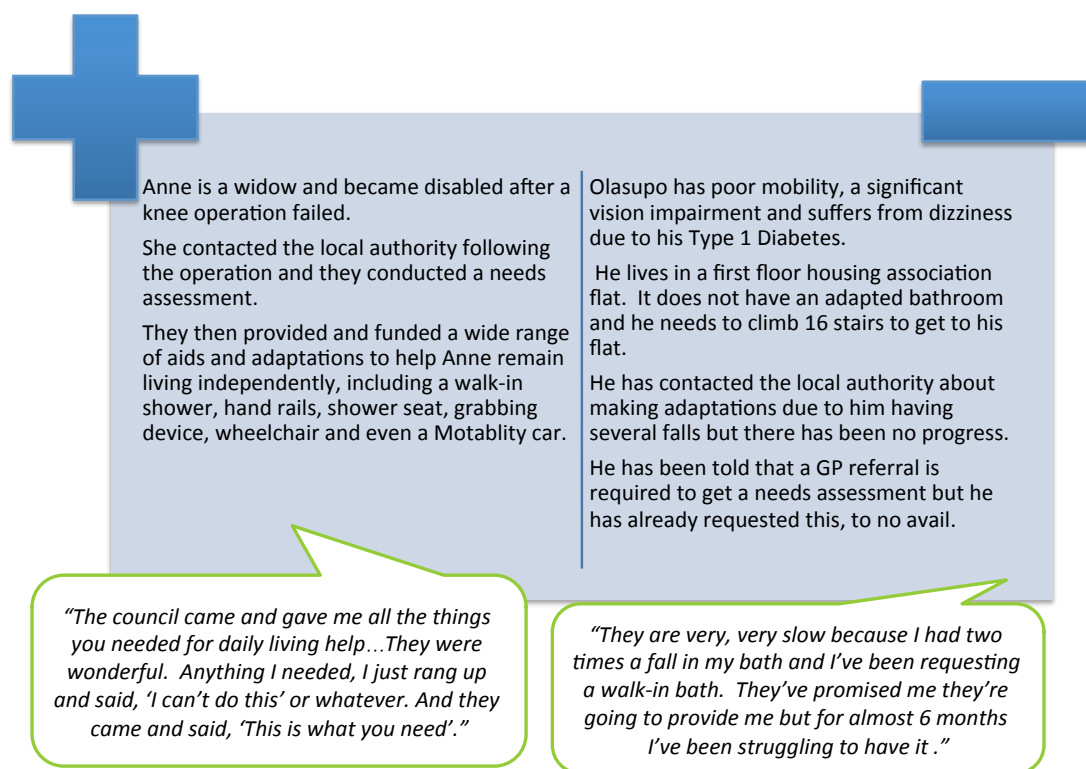 Anne is a widow and became disabled after a
knee operation failed.
She contacted the local authority following
the operation and they conducted a needs
assessment.
They then provided and funded a wide range
of aids and adaptations to help Anne remain
living independently, including a walk-in
shower, hand rails, shower seat, grabbing
device, wheelchair and even a Motablity car.
Olasupo has poor mobility, a significant
vision impairment and suffers from dizziness
due to his Type 1 Diabetes.
He lives in a first floor housing association
flat.  It does not have an adapted bathroom
and he needs to climb 16 stairs to get to his
flat.
He has contacted the local authority about
making adaptations due to him having
several falls but there has been no progress.
He has been told that a GP referral is
required to get a needs assessment but he
has already requested this, to no avail.
“The council came and gave me all the things
you needed for daily living help…They were
wonderful.  Anything I needed, I just rang up
and said, ‘I can’t do this’ or whatever. And they
came and said, ‘This is what you need’.”
“They are very, very slow because I had two
times a fall in my bath and I’ve been requesting
a walk-in bath.  They’ve promised me they’re
going to provide me but for almost 6 months
I’ve been struggling to have it .”